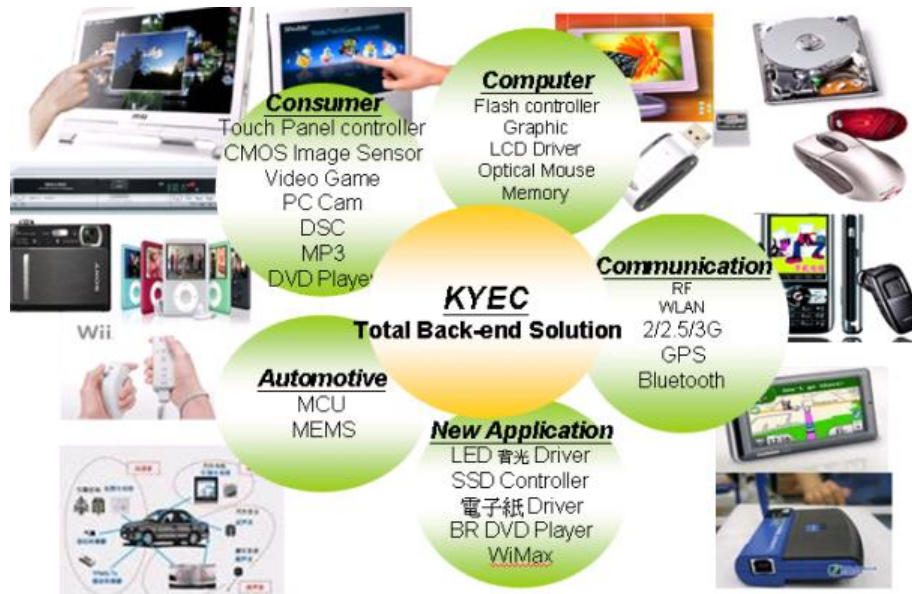 Consumer
Touch Panel controller
CMOS Image Sensor
Video Game
PC Cam
DSC
MP3
DVD Player
Computer
Flash controller
Graphic
LCD Driver
Optical Mouse
Memory
KYEC
Total Back-end Solution
Communication
RF
WLAN
2/2.5/3G
GPS
Bluetooth
Automotive
MCU
MEMS
New Application
LED 背光 Driver
SSD Controller
電子紙 Driver
BR DVD Player
WiMax
Wii
SONY